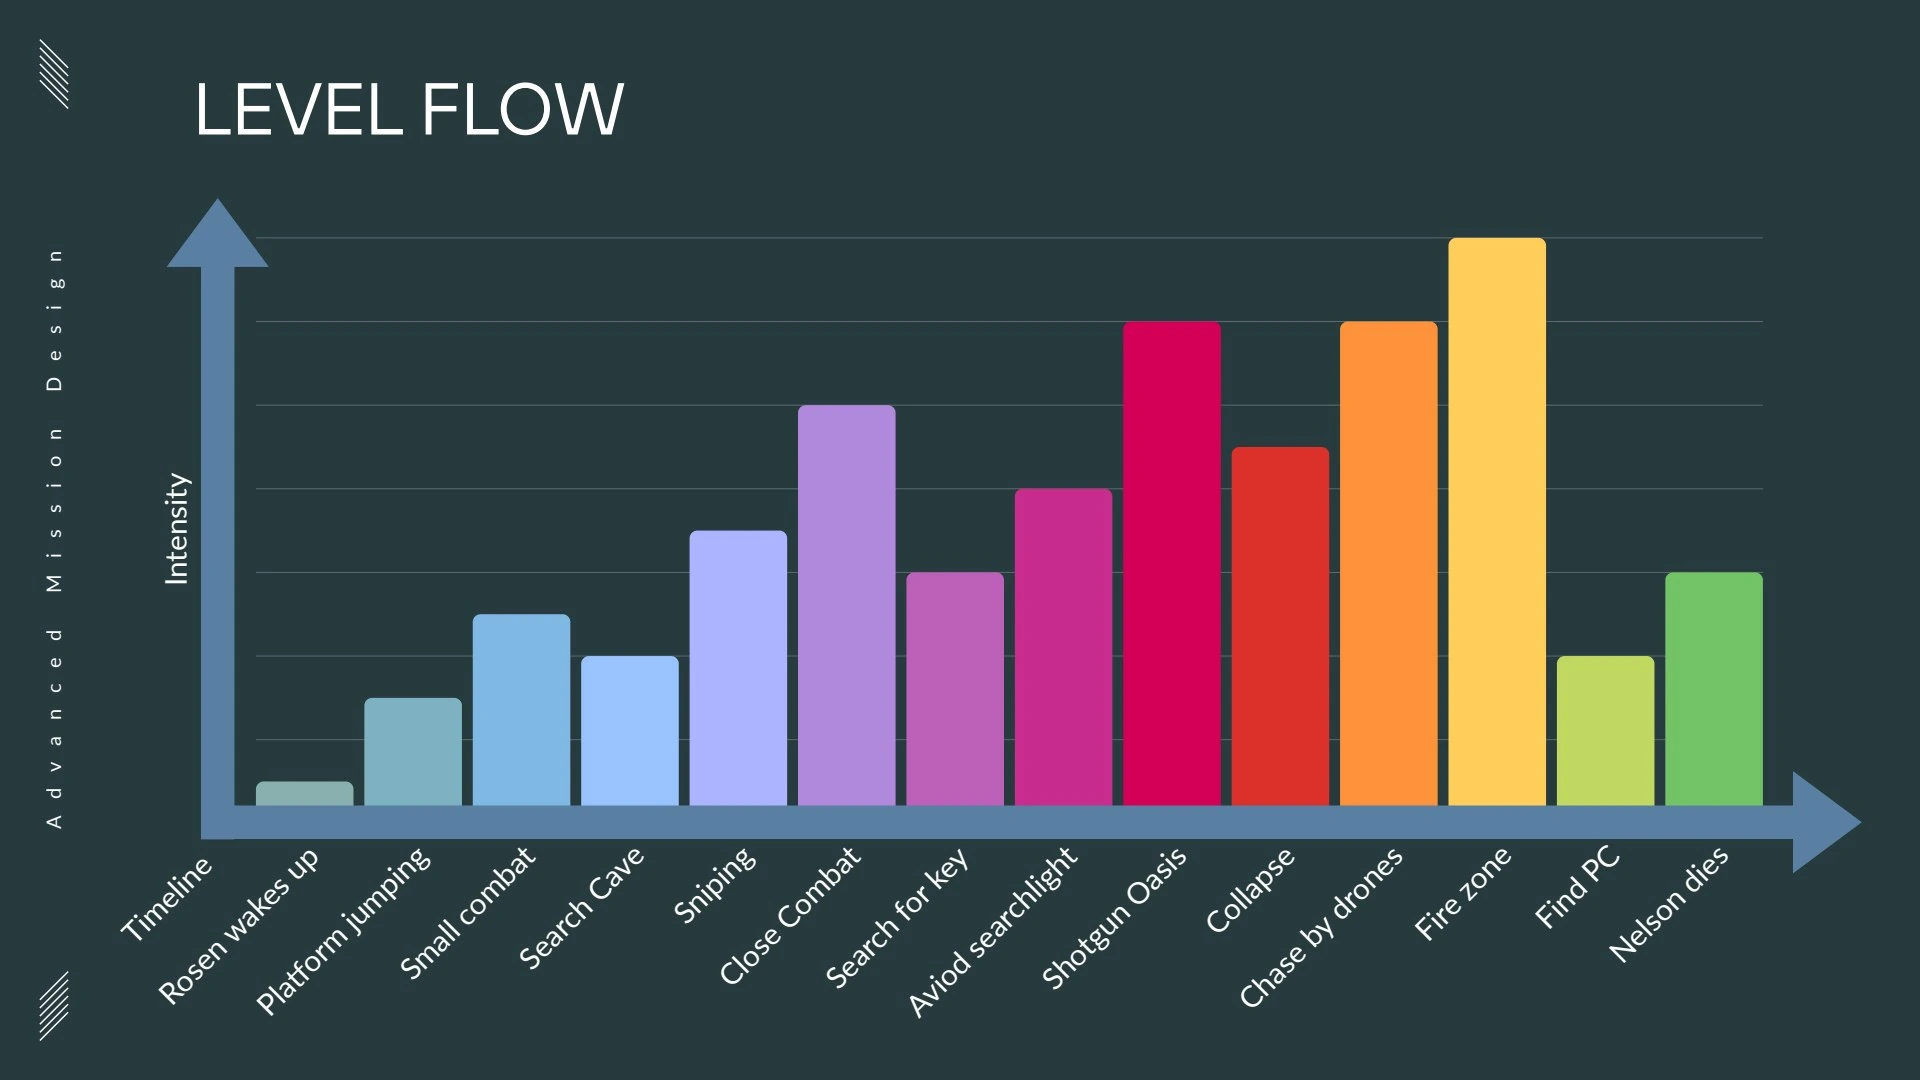 LEVEL FLOW
Advanced Mission Design
Intensity
Timeline
Rosen wakes up
Platform jumping
Small combat
Search Cave
Sniping
Close Combat
Search for key
Aviod searchlight
Shotgun Oasis
Collapse
Chase by drones
Fire zone
Find PC
Nelson dies